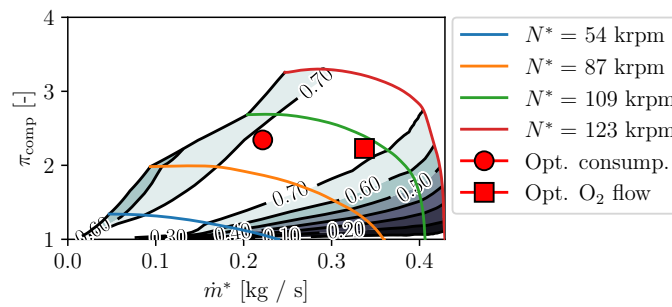 4
3
2
1
π_comp [-]
0.0
0.1
0.2
0.3
0.4
ṁ* [kg / s]
0.70
0.70
0.60
0.50
0.60
0.30
0.40
0.10
0.20
N* = 54 krpm
N* = 87 krpm
N* = 109 krpm
N* = 123 krpm
Opt. consump.
Opt. O₂ flow